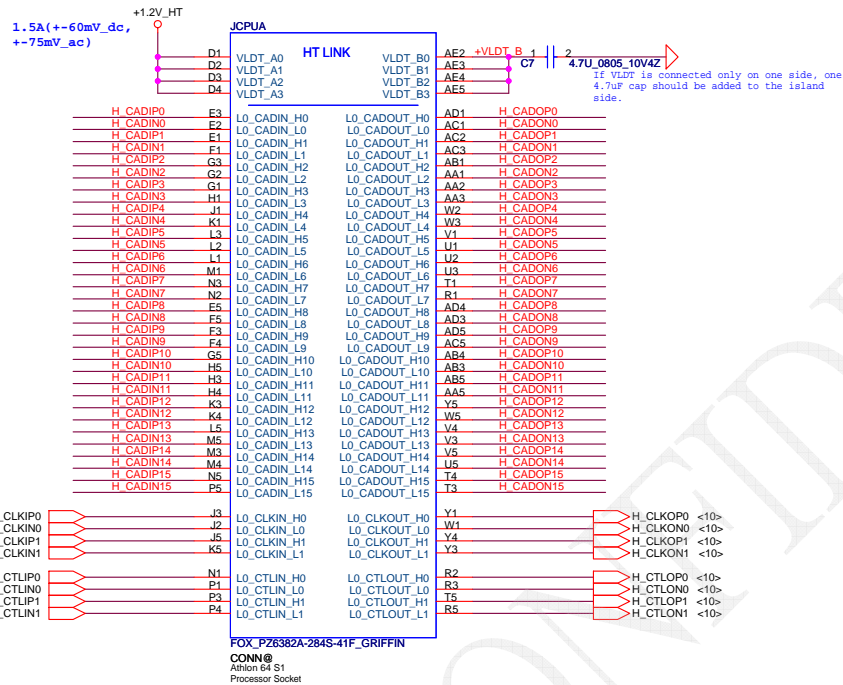 +1.2V_HT
1.5A(+-60mV_dc,
+-75mV_ac)
JCPUA
HT LINK
D1 VLDT_A0 VLDT_B0 AE2 +VLDT_B 1 2
D2 VLDT_A1 VLDT_B1 AE3 C7 4.7U_0805_10V4Z
D3 VLDT_A2 VLDT_B2 AE4
D4 VLDT_A3 VLDT_B3 AE5
If VLDT is connected only on one side, one
4.7uF cap should be added to the island
side.
H_CADIP0 E3 L0_CADIN_H0 L0_CADOUT_H0 AD1 H_CADOP0
H_CADIN0 E2 L0_CADIN_L0 L0_CADOUT_L0 AC1 H_CADON0
H_CADIP1 E1 L0_CADIN_H1 L0_CADOUT_H1 AC2 H_CADOP1
H_CADIN1 F1 L0_CADIN_L1 L0_CADOUT_L1 AC3 H_CADON1
H_CADIP2 G3 L0_CADIN_H2 L0_CADOUT_H2 AB1 H_CADOP2
H_CADIN2 G2 L0_CADIN_L2 L0_CADOUT_L2 AA1 H_CADON2
H_CADIP3 G1 L0_CADIN_H3 L0_CADOUT_H3 AA2 H_CADOP3
H_CADIN3 H1 L0_CADIN_L3 L0_CADOUT_L3 AA3 H_CADON3
H_CADIP4 J1 L0_CADIN_H4 L0_CADOUT_H4 W2 H_CADOP4
H_CADIN4 K1 L0_CADIN_L4 L0_CADOUT_L4 W3 H_CADON4
H_CADIP5 L3 L0_CADIN_H5 L0_CADOUT_H5 V1 H_CADOP5
H_CADIN5 L2 L0_CADIN_L5 L0_CADOUT_L5 U1 H_CADON5
H_CADIP6 L1 L0_CADIN_H6 L0_CADOUT_H6 U2 H_CADOP6
H_CADIN6 M1 L0_CADIN_L6 L0_CADOUT_L6 U3 H_CADON6
H_CADIP7 N3 L0_CADIN_H7 L0_CADOUT_H7 T1 H_CADOP7
H_CADIN7 N2 L0_CADIN_L7 L0_CADOUT_L7 R1 H_CADON7
H_CADIP8 E5 L0_CADIN_H8 L0_CADOUT_H8 AD4 H_CADOP8
H_CADIN8 F5 L0_CADIN_L8 L0_CADOUT_L8 AD3 H_CADON8
H_CADIP9 F3 L0_CADIN_H9 L0_CADOUT_H9 AD5 H_CADOP9
H_CADIN9 F4 L0_CADIN_L9 L0_CADOUT_L9 AC5 H_CADON9
H_CADIP10 G5 L0_CADIN_H10 L0_CADOUT_H10 AB4 H_CADOP10
H_CADIN10 H5 L0_CADIN_L10 L0_CADOUT_L10 AB3 H_CADON10
H_CADIP11 H3 L0_CADIN_H11 L0_CADOUT_H11 AB5 H_CADOP11
H_CADIN11 H4 L0_CADIN_L11 L0_CADOUT_L11 AA5 H_CADON11
H_CADIP12 K3 L0_CADIN_H12 L0_CADOUT_H12 Y5 H_CADOP12
H_CADIN12 K4 L0_CADIN_L12 L0_CADOUT_L12 W5 H_CADON12
H_CADIP13 L5 L0_CADIN_H13 L0_CADOUT_H13 V4 H_CADOP13
H_CADIN13 M5 L0_CADIN_L13 L0_CADOUT_L13 V3 H_CADON13
H_CADIP14 M3 L0_CADIN_H14 L0_CADOUT_H14 V5 H_CADOP14
H_CADIN14 M4 L0_CADIN_L14 L0_CADOUT_L14 U5 H_CADON14
H_CADIP15 N5 L0_CADIN_H15 L0_CADOUT_H15 T4 H_CADOP15
H_CADIN15 P5 L0_CADIN_L15 L0_CADOUT_L15 T3 H_CADON15
_CLKIP0 J3 L0_CLKIN_H0 L0_CLKOUT_H0 Y1 H_CLKOP0 <10>
_CLKIN0 J2 L0_CLKIN_L0 L0_CLKOUT_L0 W1 H_CLKON0 <10>
_CLKIP1 J5 L0_CLKIN_H1 L0_CLKOUT_H1 Y4 H_CLKOP1 <10>
_CLKIN1 K5 L0_CLKIN_L1 L0_CLKOUT_L1 Y3 H_CLKON1 <10>
_CTLIP0 N1 L0_CTLIN_H0 L0_CTLOUT_H0 R2 H_CTLOP0 <10>
_CTLIN0 P1 L0_CTLIN_L0 L0_CTLOUT_L0 R3 H_CTLON0 <10>
_CTLIP1 P3 L0_CTLIN_H1 L0_CTLOUT_H1 T5 H_CTLOP1 <10>
_CTLIN1 P4 L0_CTLIN_L1 L0_CTLOUT_L1 R5 H_CTLON1 <10>
FOX_PZ6382A-284S-41F_GRIFFIN
CONN@
Athlon 64 S1
Processor Socket
CONFID